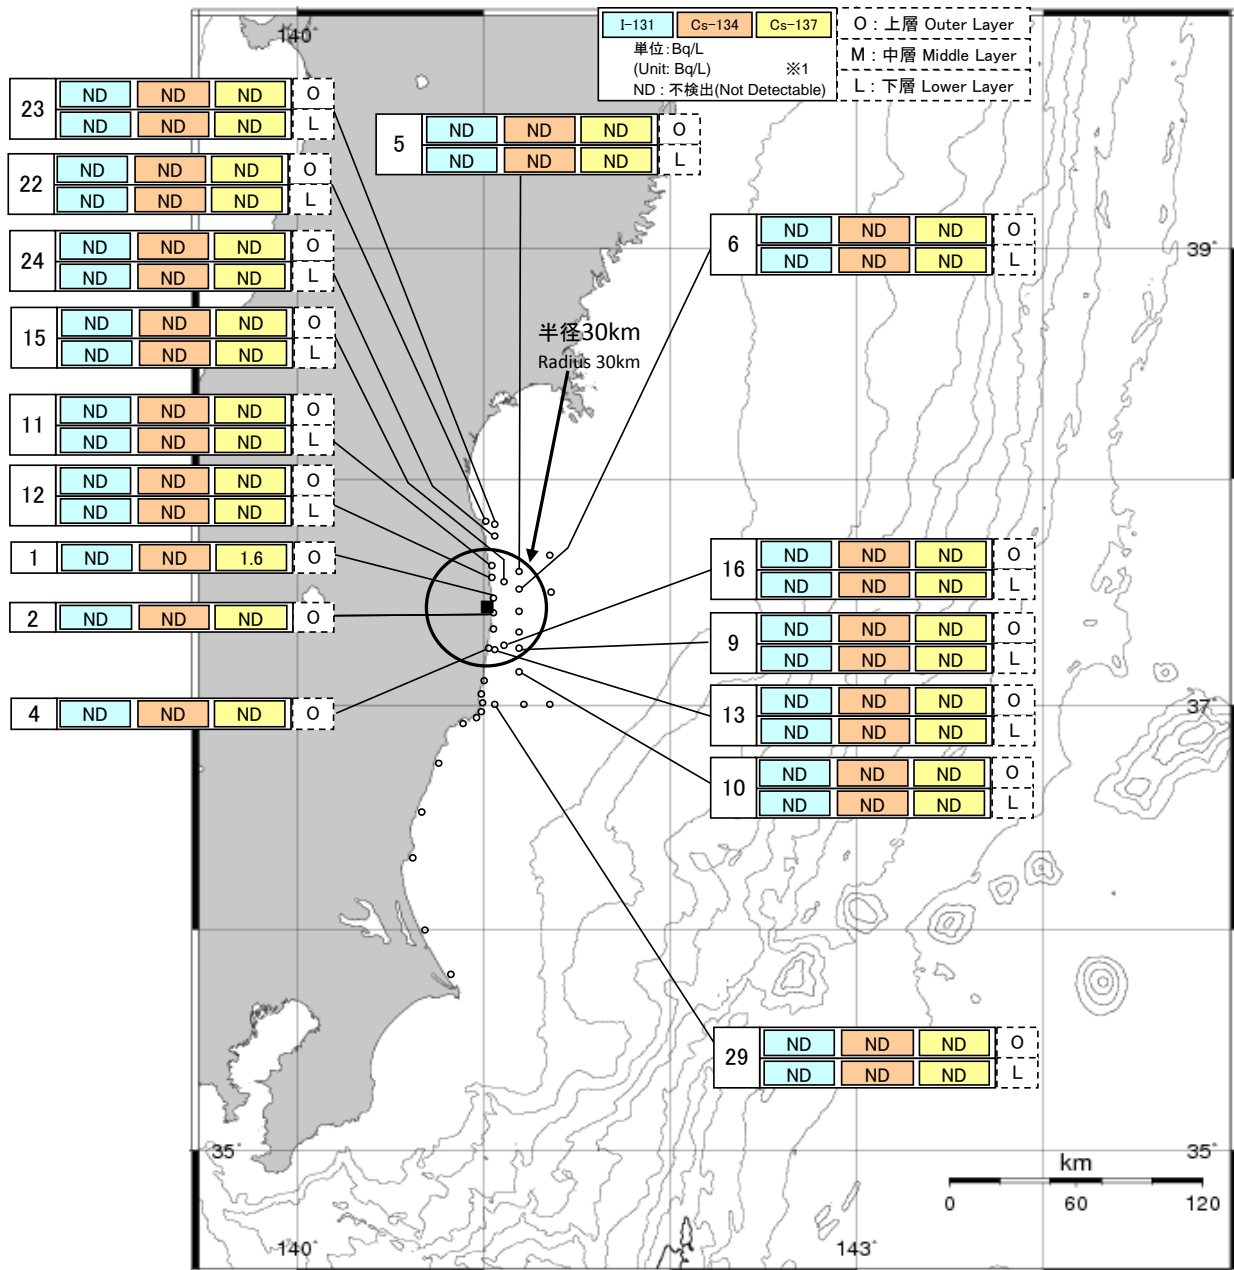 140°
I-131 Cs-134 Cs-137
単位:Bq/L
(Unit: Bq/L) ※1
ND : 不検出(Not Detectable)
O : 上層 Outer Layer
M : 中層 Middle Layer
L : 下層 Lower Layer
23
ND ND ND O
ND ND ND L
5
ND ND ND O
ND ND ND L
22
ND ND ND O
ND ND ND L
6
ND ND ND O
ND ND ND L
39°
24
ND ND ND O
ND ND ND L
15
ND ND ND O
ND ND ND L
半径30km
Radius 30km
11
ND ND ND O
ND ND ND L
12
ND ND ND O
ND ND ND L
1
ND ND 1.6 O
16
ND ND ND O
ND ND ND L
2
ND ND ND O
9
ND ND ND O
ND ND ND L
4
ND ND ND O
13
ND ND ND O
ND ND ND L
37°
10
ND ND ND O
ND ND ND L
29
ND ND ND O
ND ND ND L
35°
35°
km
0 60 120
140°
143°